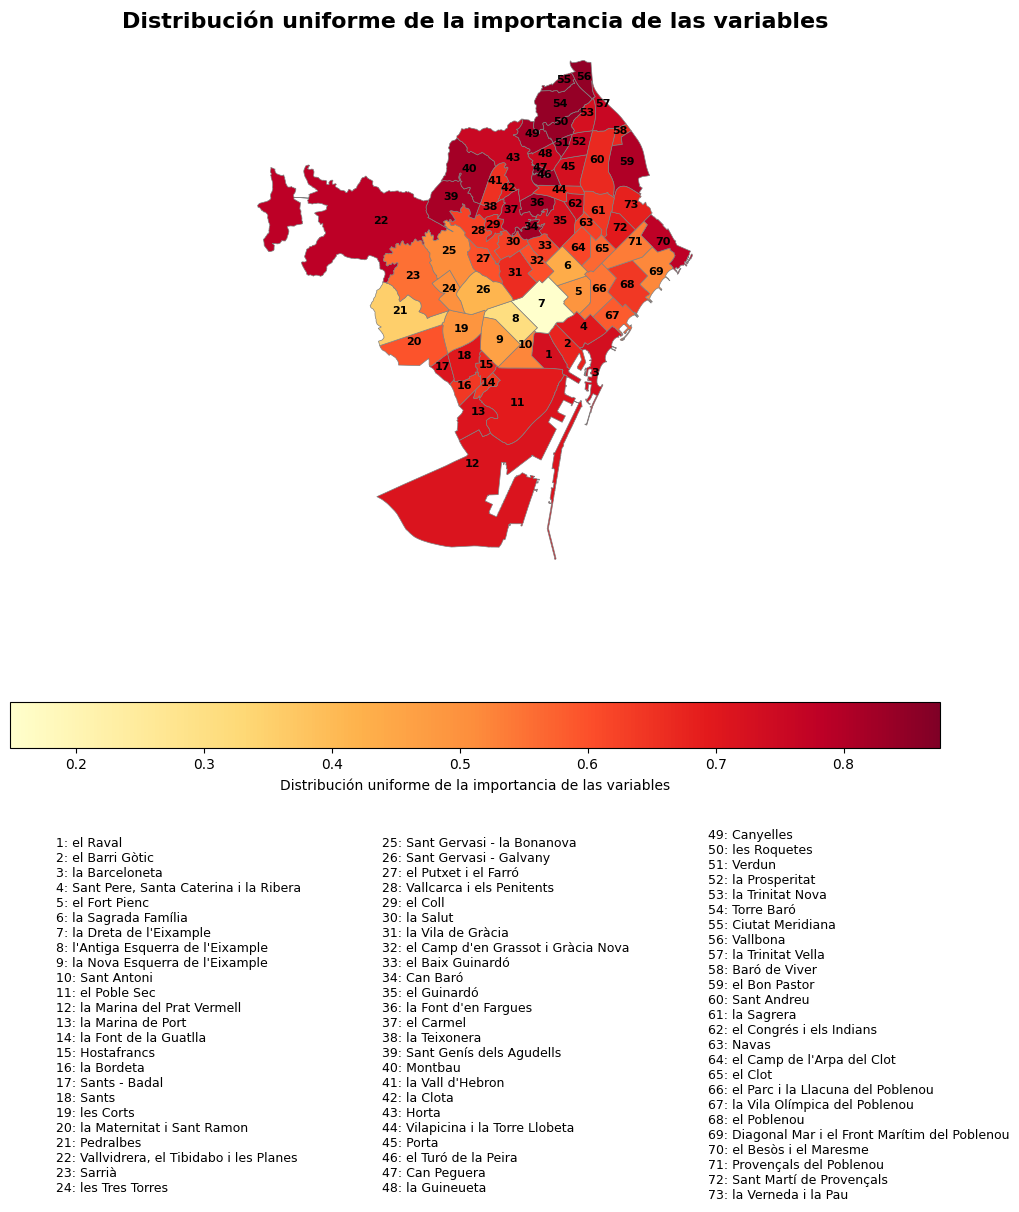 Distribución uniforme de la importancia de las variables
55
56
54
57
53
50
58
49
51
52
48
60
59
43
47
45
40
46
41
42
44
39
36
62
73
38
37
61
22
35
63
29
34
72
28
30
33
64
65
71
70
25
27
32
6
31
69
23
24
26
5
66
68
21
7
8
67
19
4
20
9
10
2
18
1
17
15
3
16
14
11
13
12
0.2
0.3
0.4
0.5
0.6
0.7
0.8
Distribución uniforme de la importancia de las variables
1: el Raval
2: el Barri Gòtic
3: la Barceloneta
4: Sant Pere, Santa Caterina i la Ribera
5: el Fort Pienc
6: la Sagrada Família
7: la Dreta de l'Eixample
8: l'Antiga Esquerra de l'Eixample
9: la Nova Esquerra de l'Eixample
10: Sant Antoni
11: el Poble Sec
12: la Marina del Prat Vermell
13: la Marina de Port
14: la Font de la Guatlla
15: Hostafrancs
16: la Bordeta
17: Sants - Badal
18: Sants
19: les Corts
20: la Maternitat i Sant Ramon
21: Pedralbes
22: Vallvidrera, el Tibidabo i les Planes
23: Sarrià
24: les Tres Torres
25: Sant Gervasi - la Bonanova
26: Sant Gervasi - Galvany
27: el Putxet i el Farró
28: Vallcarca i els Penitents
29: el Coll
30: la Salut
31: la Vila de Gràcia
32: el Camp d'en Grassot i Gràcia Nova
33: el Baix Guinardó
34: Can Baró
35: el Guinardó
36: la Font d'en Fargues
37: el Carmel
38: la Teixonera
39: Sant Genís dels Agudells
40: Montbau
41: la Vall d'Hebron
42: la Clota
43: Horta
44: Vilapicina i la Torre Llobeta
45: Porta
46: el Turó de la Peira
47: Can Peguera
48: la Guineueta
49: Canyelles
50: les Roquetes
51: Verdun
52: la Prosperitat
53: la Trinitat Nova
54: Torre Baró
55: Ciutat Meridiana
56: Vallbona
57: la Trinitat Vella
58: Baró de Viver
59: el Bon Pastor
60: Sant Andreu
61: la Sagrera
62: el Congrés i els Indians
63: Navas
64: el Camp de l'Arpa del Clot
65: el Clot
66: el Parc i la Llacuna del Poblenou
67: la Vila Olímpica del Poblenou
68: el Poblenou
69: Diagonal Mar i el Front Marítim del Poblenou
70: el Besòs i el Maresme
71: Provençals del Poblenou
72: Sant Martí de Provençals
73: la Verneda i la Pau